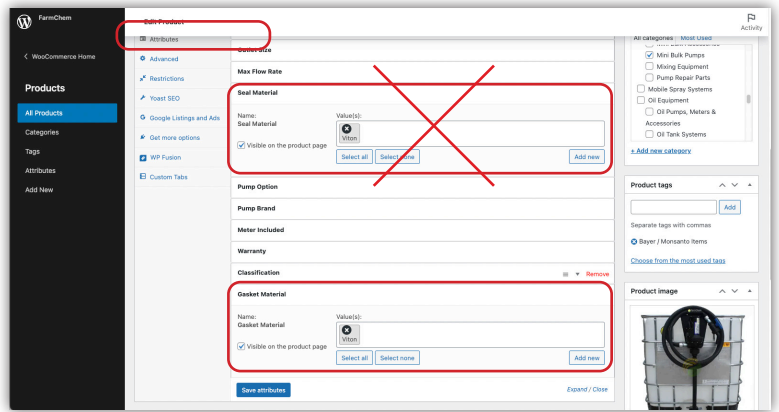 FarmChem
Edit Product
Activity
WooCommerce Home
Products
All Products
Categories
Tags
Attributes
Add New
Attributes
Advanced
Restrictions
Yoast SEO
Google Listings and Ads
Get more options
WP Fusion
Custom Tabs
Outlet Size
Max Flow Rate
Seal Material
Name:
Seal Material
Visible on the product page
Value(s):
Viton
Select all
Select none
Add new
Pump Option
Pump Brand
Meter Included
Warranty
Classification
Remove
Gasket Material
Name:
Gasket Material
Visible on the product page
Value(s):
Viton
Select all
Select none
Add new
Save attributes
Expand / Close
All categories
Most Used
Mini Bulk Accessories
Mini Bulk Pumps
Mixing Equipment
Pump Repair Parts
Mobile Spray Systems
Oil Equipment
Oil Pumps, Meters &
Accessories
Oil Tank Systems
+ Add new category
Product tags
Add
Separate tags with commas
Bayer / Monsanto Items
Choose from the most used tags
Product image